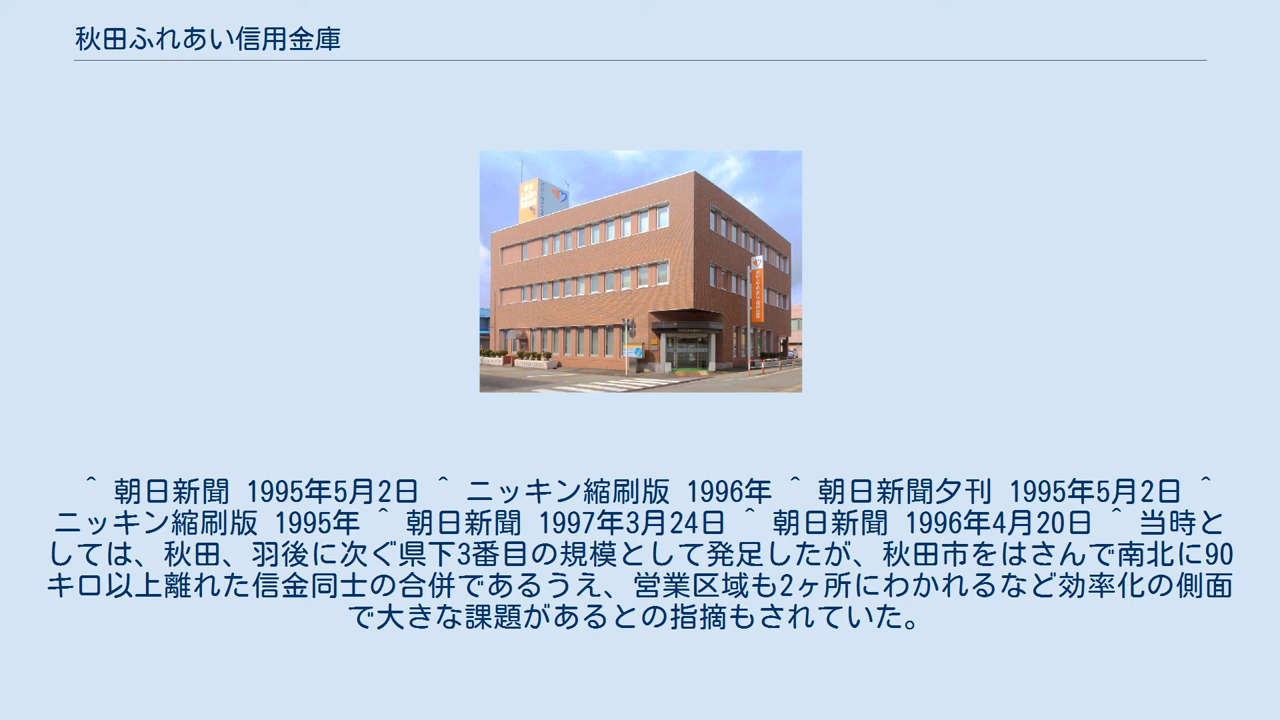 秋田ふれあい信用金庫
^ 朝日新聞 1995年5月2日 ^ ニッキン縮刷版 1996年 ^ 朝日新聞夕刊 1995年5月2日 ^
ニッキン縮刷版 1995年 ^ 朝日新聞 1997年3月24日 ^ 朝日新聞 1996年4月20日 ^ 当時と
しては、秋田、羽後に次ぐ県下3番目の規模として発足したが、秋田市をはさんで南北に90
キロ以上離れた信金同士の合併であるうえ、営業区域も2ヶ所にわかれるなど効率化の側面
で大きな課題があるとの指摘もされていた。